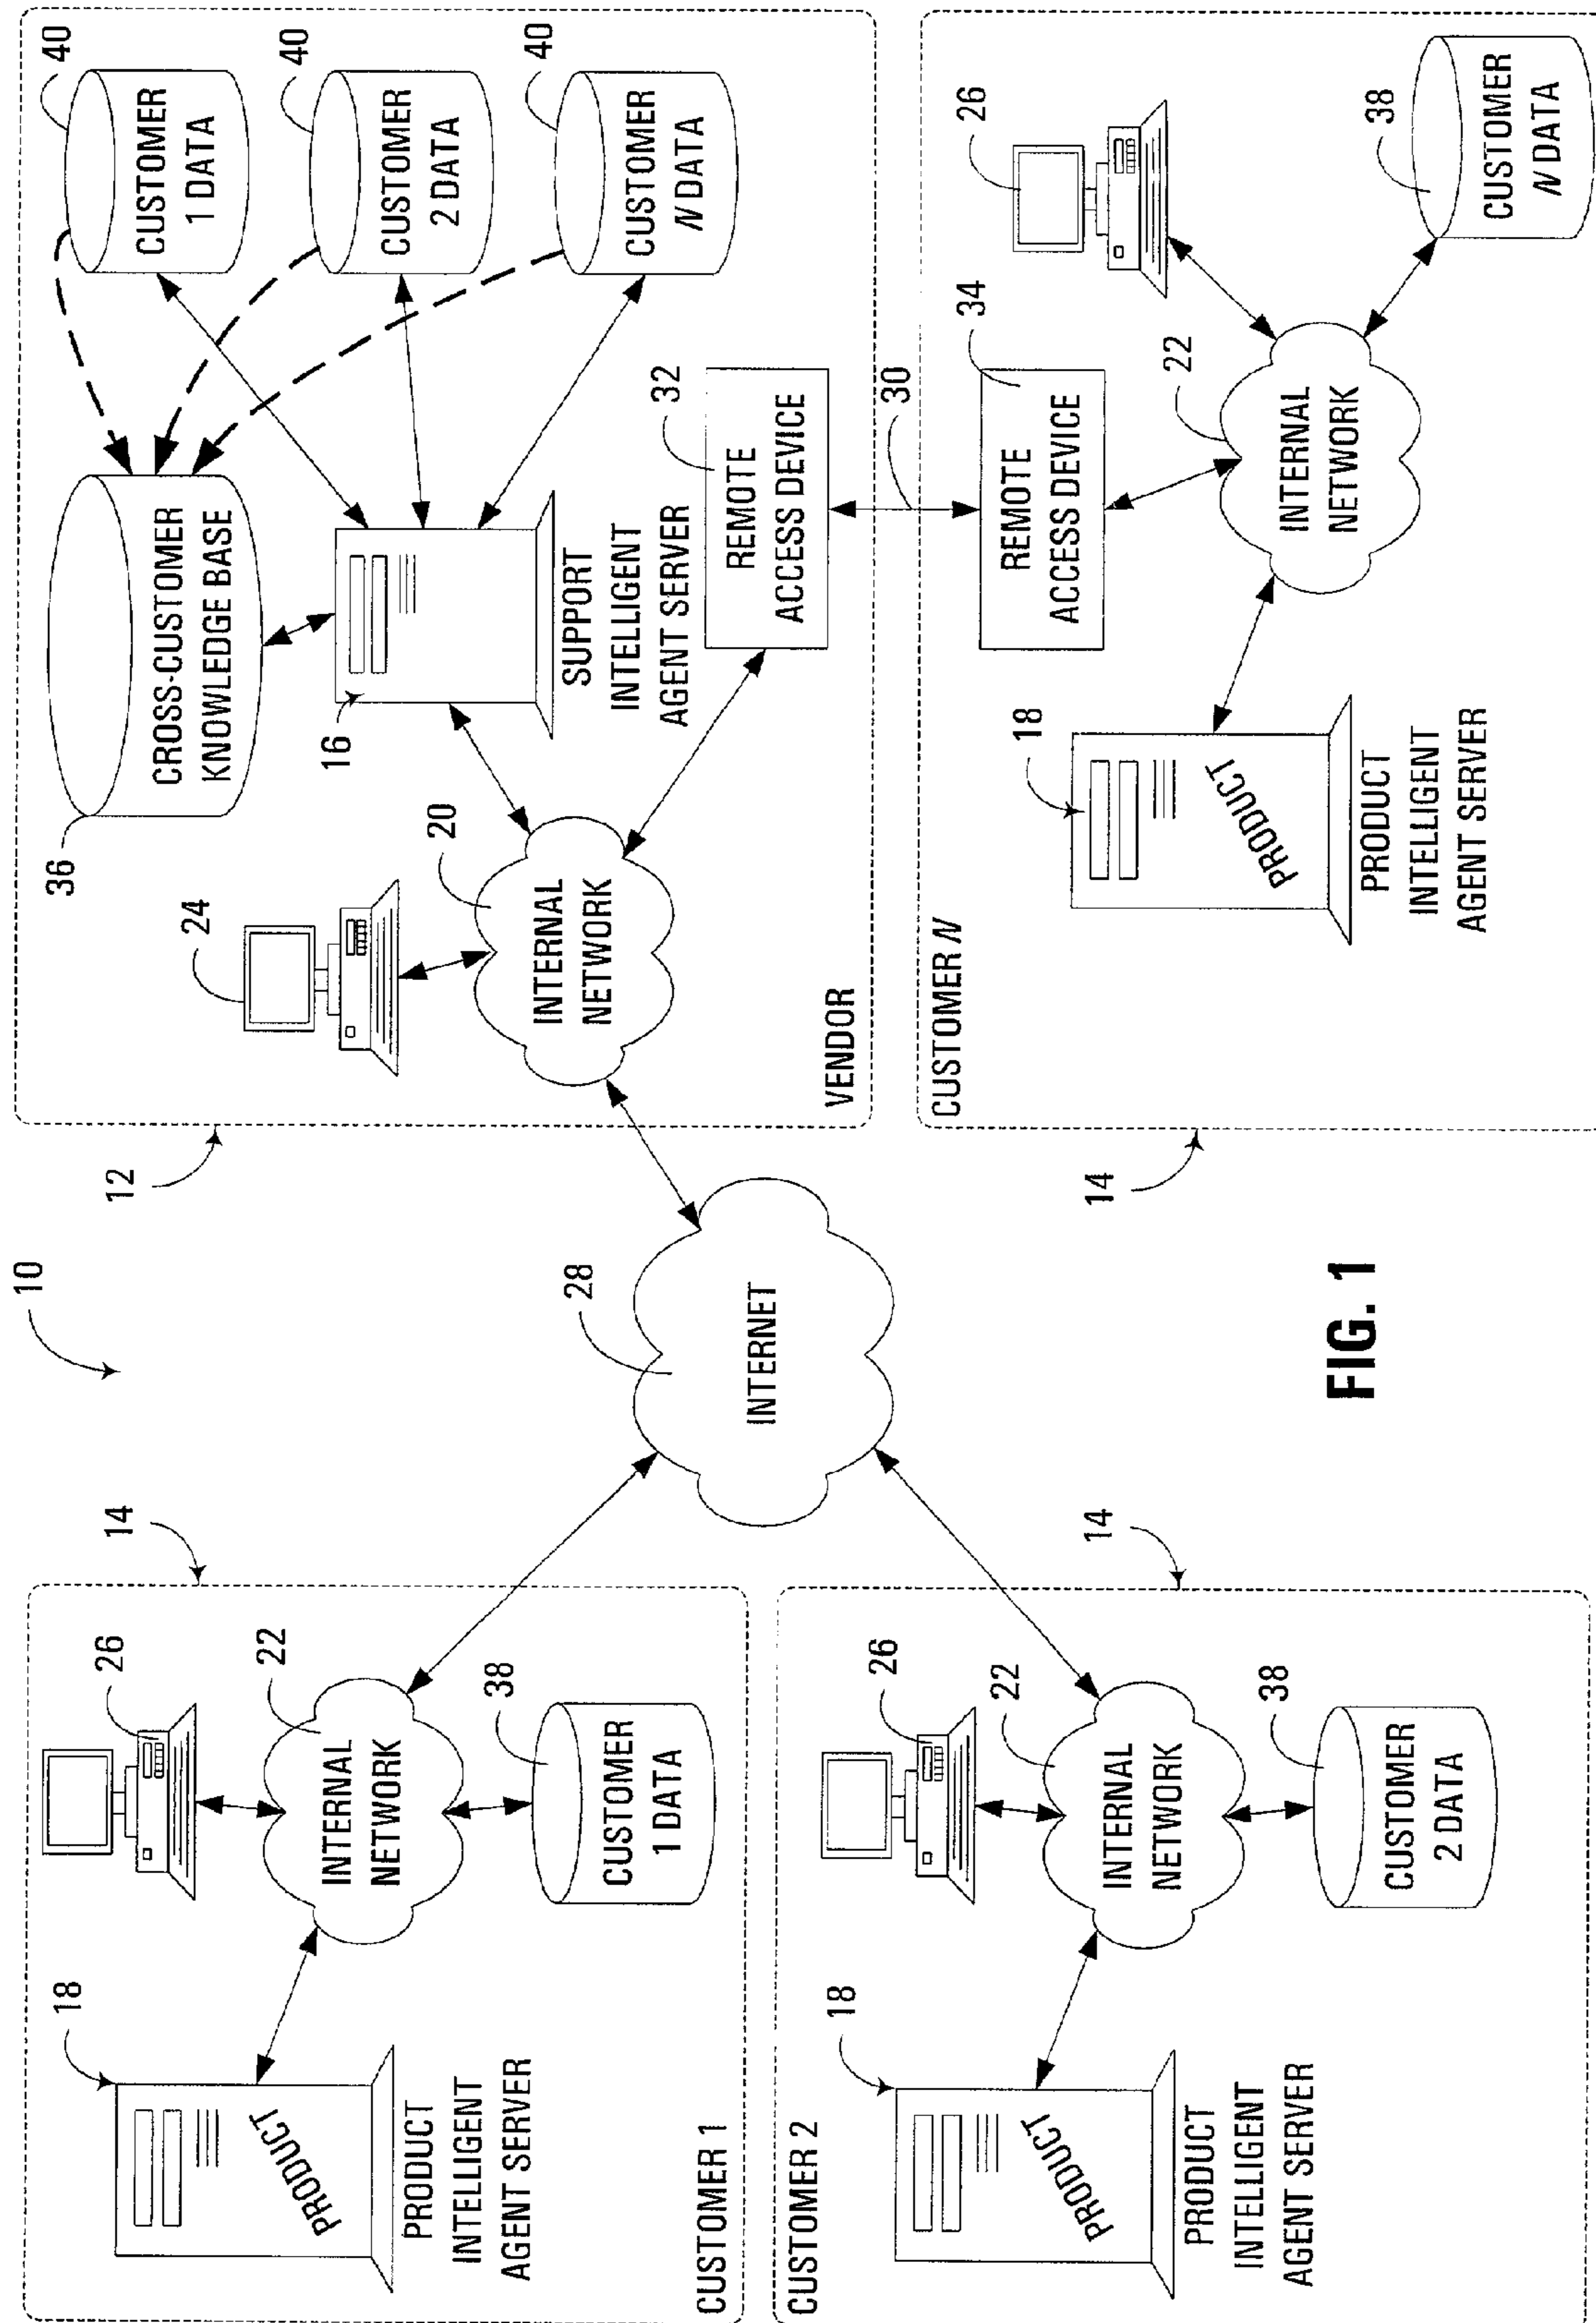 10
14
18
PRODUCT
PRODUCT
INTELLIGENT
AGENT SERVER
26
22
INTERNAL
NETWORK
38
CUSTOMER
1 DATA
CUSTOMER 1
CUSTOMER 2
14
18
PRODUCT
PRODUCT
INTELLIGENT
AGENT SERVER
26
22
INTERNAL
NETWORK
38
CUSTOMER
2 DATA
28
INTERNET
12
24
20
INTERNAL
NETWORK
VENDOR
36
CROSS-CUSTOMER
KNOWLEDGE BASE
16
SUPPORT
INTELLIGENT
AGENT SERVER
40
CUSTOMER
1 DATA
40
CUSTOMER
2 DATA
40
CUSTOMER
N DATA
32
REMOTE
ACCESS DEVICE
30
14
CUSTOMER N
34
REMOTE
ACCESS DEVICE
18
PRODUCT
PRODUCT
INTELLIGENT
AGENT SERVER
22
INTERNAL
NETWORK
26
38
CUSTOMER
N DATA
FIG. 1